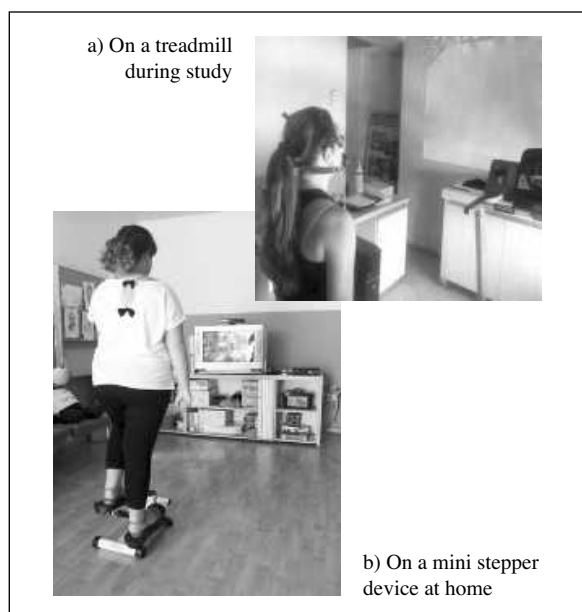 a) On a treadmill
during study
b) On a mini stepper
device at home